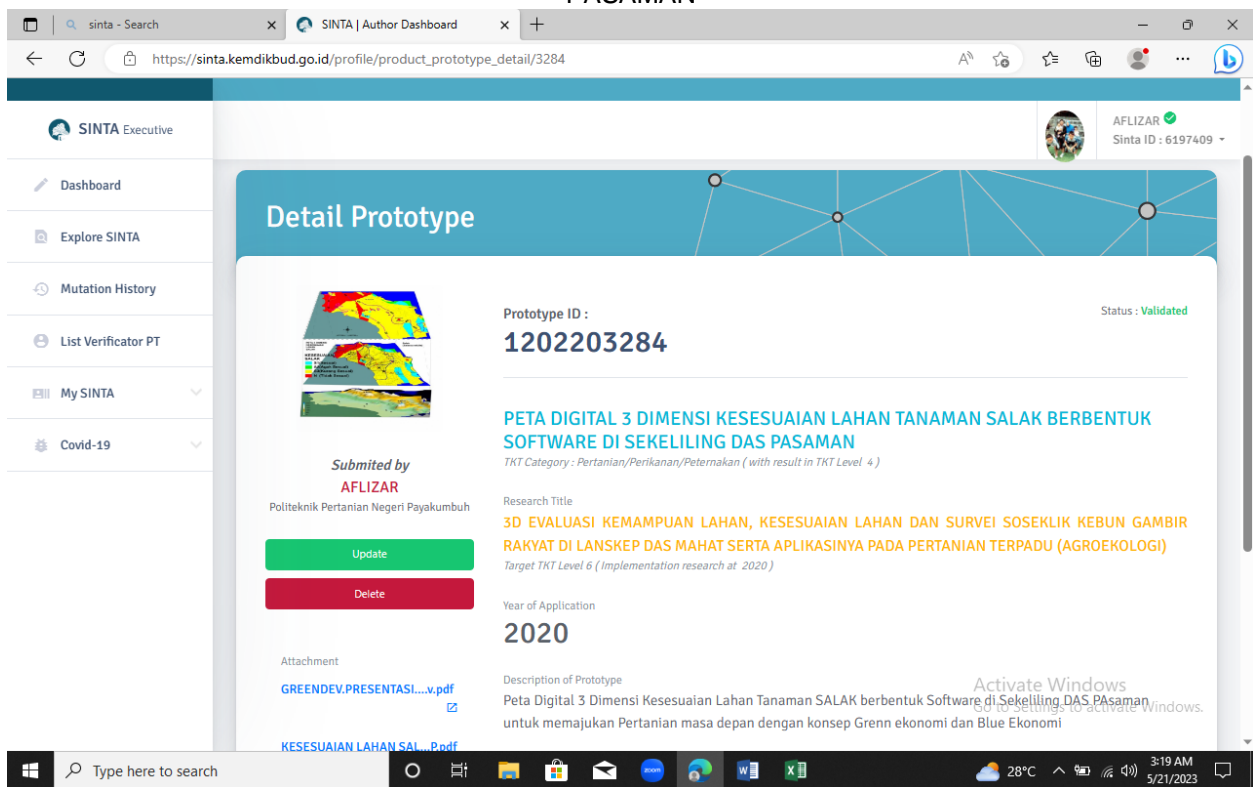 PASAMAN
sinta - Search
SINTA | Author Dashboard
https://sinta.kemdikbud.go.id/profile/product_prototype_detail/3284
SINTA Executive
AFLIZAR
Sinta ID : 6197409
Dashboard
Explore SINTA
Mutation History
List Verificator PT
My SINTA
Covid-19
Detail Prototype
Submited by
AFLIZAR
Politeknik Pertanian Negeri Payakumbuh
Update
Delete
Attachment
GREENDEV.PRESENTASI....v.pdf
KESESUAIAN LAHAN SAL...P.pdf
Prototype ID :
1202203284
Status : Validated
PETA DIGITAL 3 DIMENSI KESESUAIAN LAHAN TANAMAN SALAK BERBENTUK
SOFTWARE DI SEKELILING DAS PASAMAN
TKT Category : Pertanian/Perikanan/Peternakan ( with result in TKT Level 4 )
Research Title
3D EVALUASI KEMAMPUAN LAHAN, KESESUAIAN LAHAN DAN SURVEI SOSEKLIK KEBUN GAMBIR
RAKYAT DI LANSKEP DAS MAHAT SERTA APLIKASINYA PADA PERTANIAN TERPADU (AGROEKOLOGI)
Target TKT Level 6 ( Implementation research at 2020 )
Year of Application
2020
Description of Prototype
Peta Digital 3 Dimensi Kesesuaian Lahan Tanaman SALAK berbentuk Software di Sekeliling DAS PAsaman
untuk memajukan Pertanian masa depan dengan konsep Grenn ekonomi dan Blue Ekonomi
Activate Windows
Go to Settings to activate Windows.
Type here to search
zoom
28°C
3:19 AM
5/21/2023